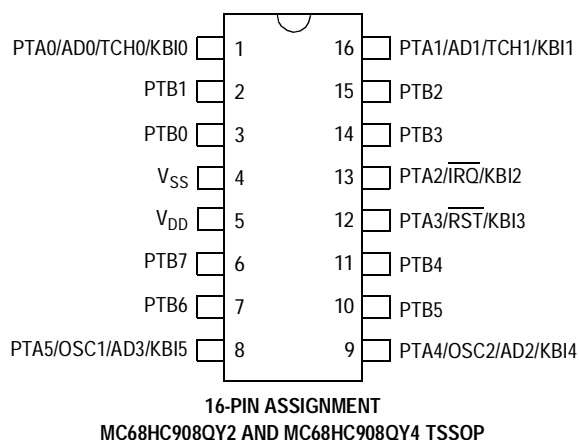 PTA0/AD0/TCH0/KBI0 1 16 PTA1/AD1/TCH1/KBI1
PTB1 2 15 PTB2
PTB0 3 14 PTB3
VSS 4 13 PTA2/IRQ/KBI2
VDD 5 12 PTA3/RST/KBI3
PTB7 6 11 PTB4
PTB6 7 10 PTB5
PTA5/OSC1/AD3/KBI5 8 9 PTA4/OSC2/AD2/KBI4
16-PIN ASSIGNMENT
MC68HC908QY2 AND MC68HC908QY4 TSSOP